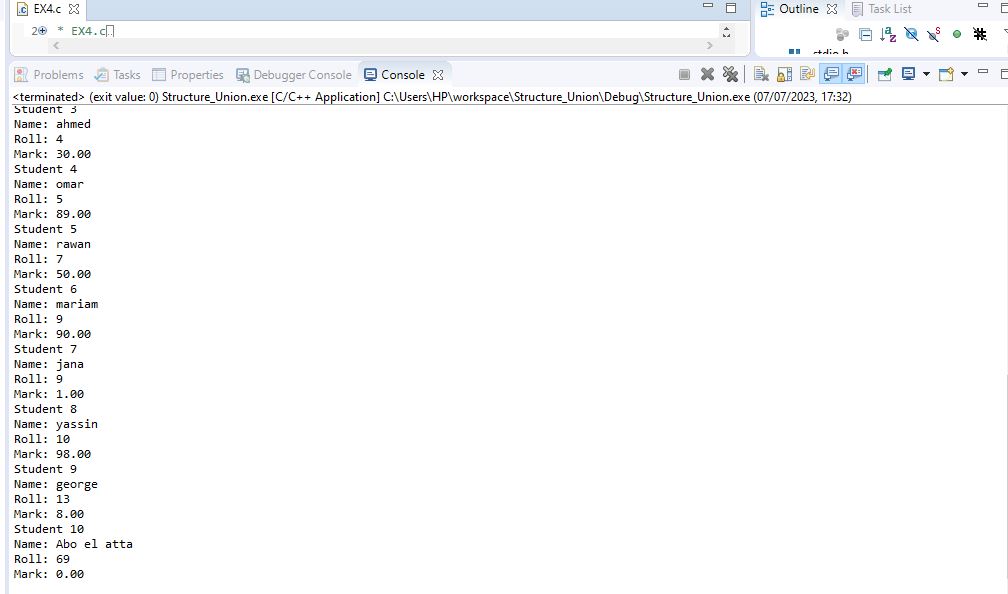 EX4.c
Outline
Task List
2 * EX4.c
stdio.h
Problems Tasks Properties Debugger Console Console
<terminated> (exit value: 0) Structure_Union.exe [C/C++ Application] C:\Users\HP\workspace\Structure_Union\Debug\Structure_Union.exe (07/07/2023, 17:32)
Student 3
Name: ahmed
Roll: 4
Mark: 30.00
Student 4
Name: omar
Roll: 5
Mark: 89.00
Student 5
Name: rawan
Roll: 7
Mark: 50.00
Student 6
Name: mariam
Roll: 9
Mark: 90.00
Student 7
Name: jana
Roll: 9
Mark: 1.00
Student 8
Name: yassin
Roll: 10
Mark: 98.00
Student 9
Name: george
Roll: 13
Mark: 8.00
Student 10
Name: Abo el atta
Roll: 69
Mark: 0.00